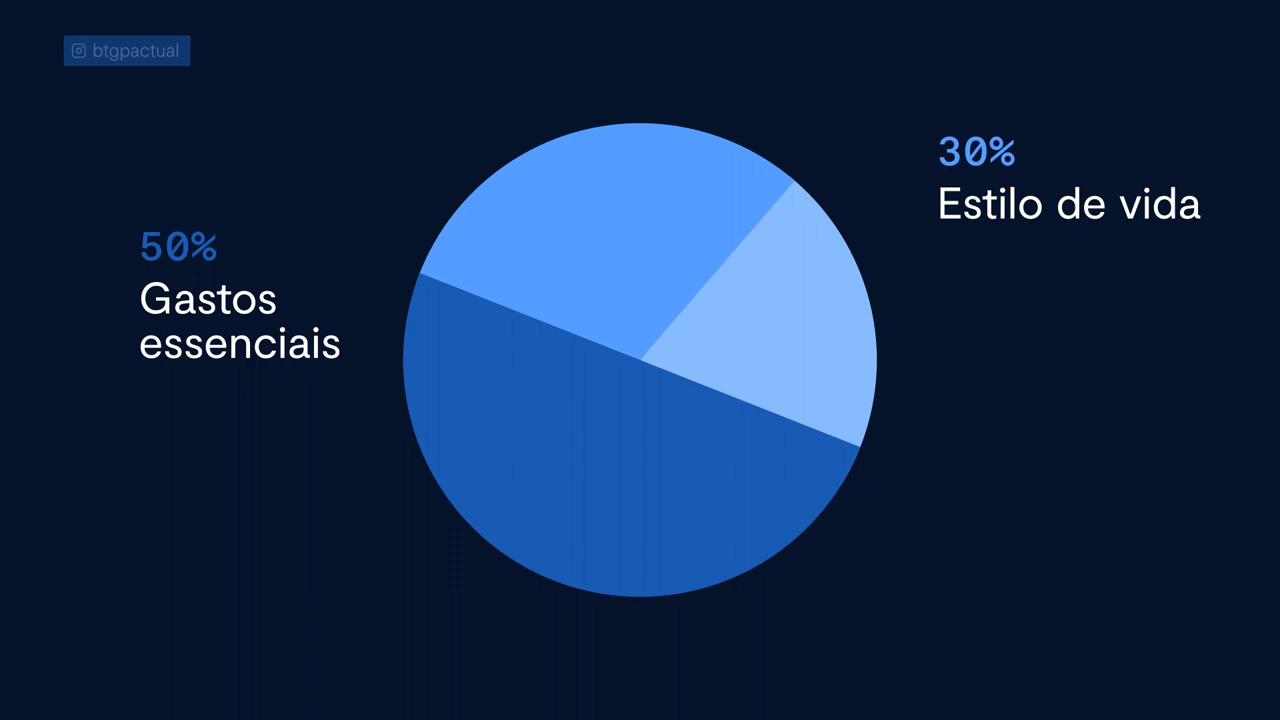 btgpactual
30%
Estilo de vida
50%
Gastos
essenciais